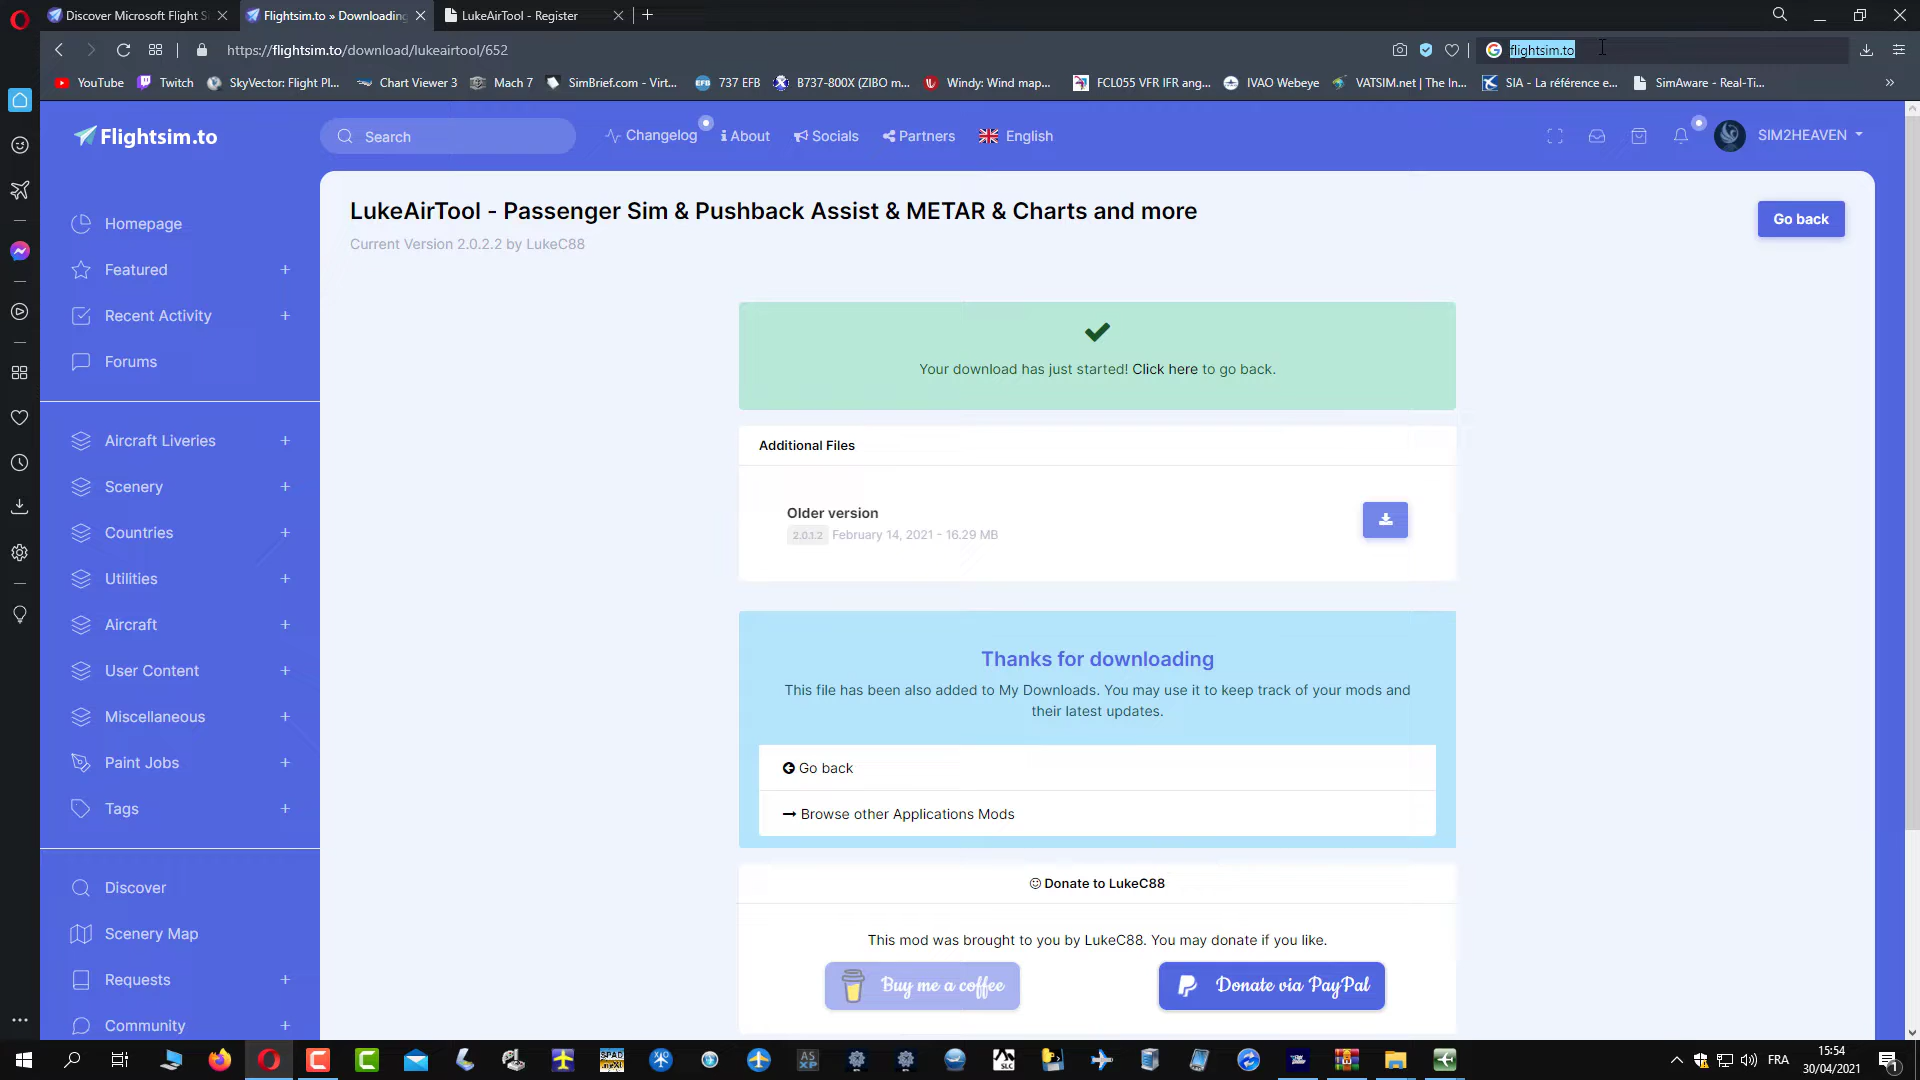 Discover Microsoft Flight S
Flightsim.to » Downloading
LukeAirTool - Register
https://flightsim.to/download/lukeairtool/652
flightsim.to
YouTube
Twitch
SkyVector: Flight Pl...
Chart Viewer 3
Mach 7
SimBrief.com - Virt...
737 EFB
B737-800X (ZIBO m...
Windy: Wind map...
FCL055 VFR IFR ang...
IVAO Webeye
VATSIM.net | The In...
SIA - La référence e...
SimAware - Real-Ti...
»
Flightsim.to
Search
Changelog
About
Socials
Partners
English
SIM2HEAVEN
Homepage
Featured +
Recent Activity +
Forums
Aircraft Liveries +
Scenery +
Countries +
Utilities +
Aircraft +
User Content +
Miscellaneous +
Paint Jobs +
Tags +
Discover
Scenery Map
Requests +
Community +
LukeAirTool - Passenger Sim & Pushback Assist & METAR & Charts and more
Current Version 2.0.2.2 by LukeC88
Go back
Your download has just started! Click here to go back.
Additional Files
Older version
2.0.1.2 February 14, 2021 - 16.29 MB
Thanks for downloading
This file has been also added to My Downloads. You may use it to keep track of your mods and
their latest updates.
Go back
Browse other Applications Mods
Donate to LukeC88
This mod was brought to you by LukeC88. You may donate if you like.
Buy me a coffee
Donate via PayPal
FRA
15:54
30/04/2021
1